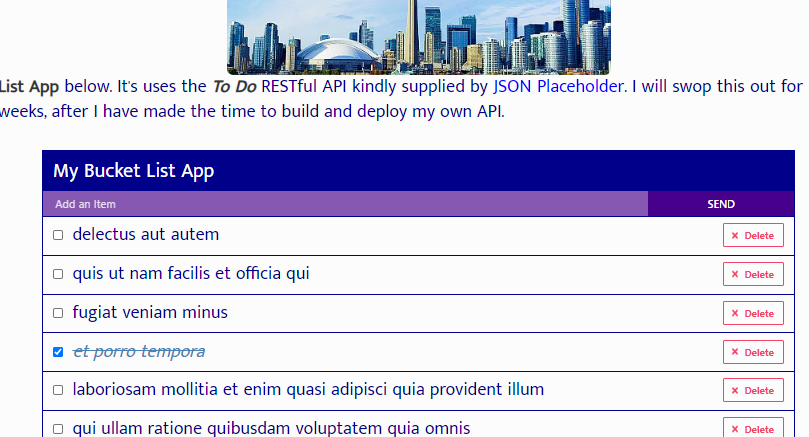 List App below. It's uses the To Do RESTful API kindly supplied by JSON Placeholder. I will swop this out for
weeks, after I have made the time to build and deploy my own API.
My Bucket List App
Add an Item SEND
delectus aut autem × Delete
quis ut nam facilis et officia qui × Delete
fugiat veniam minus × Delete
et porro tempora × Delete
laboriosam mollitia et enim quasi adipisci quia provident illum × Delete
qui ullam ratione quibusdam voluptatem quia omnis × Delete